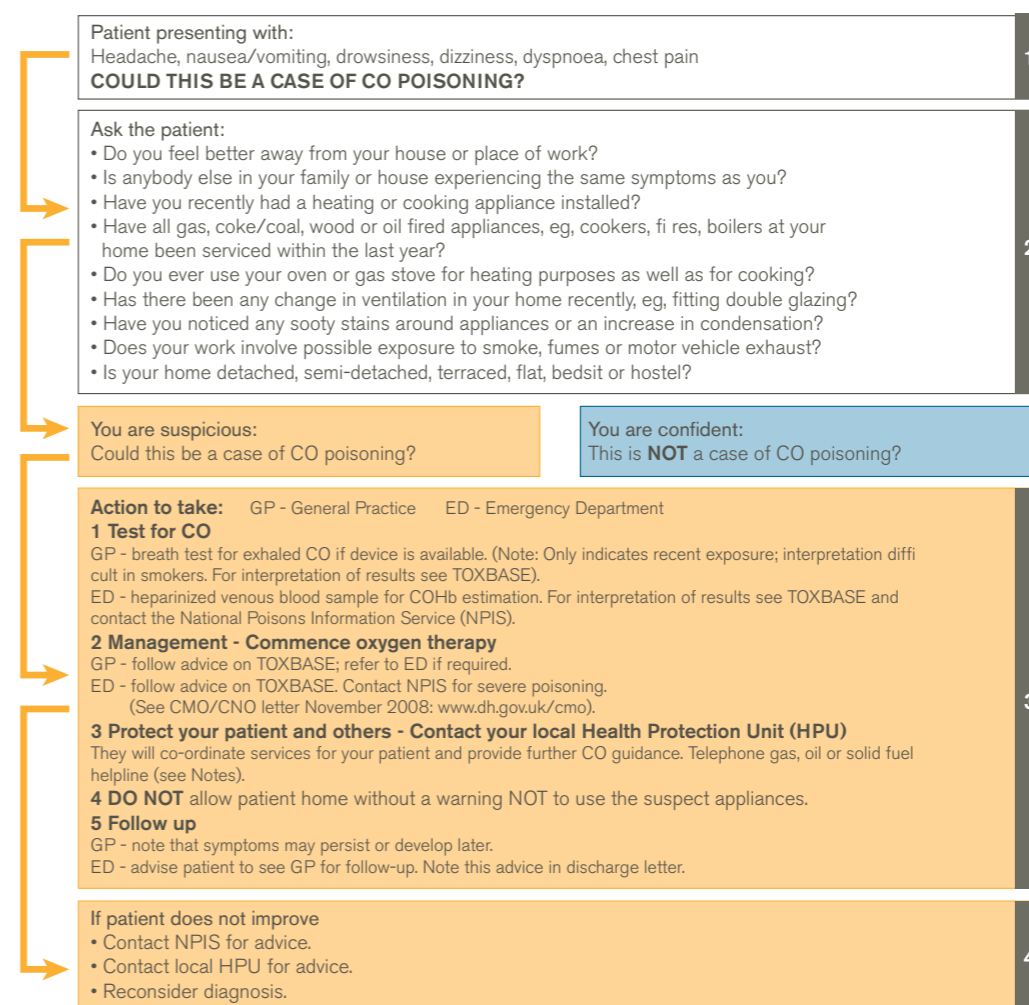 Patient presenting with:
Headache, nausea/vomiting, drowsiness, dizziness, dyspnoea, chest pain
COULD THIS BE A CASE OF CO POISONING?
1
Ask the patient:
• Do you feel better away from your house or place of work?
• Is anybody else in your family or house experiencing the same symptoms as you?
• Have you recently had a heating or cooking appliance installed?
• Have all gas, coke/coal, wood or oil fired appliances, eg, cookers, fi res, boilers at your
home been serviced within the last year?
• Do you ever use your oven or gas stove for heating purposes as well as for cooking?
• Has there been any change in ventilation in your home recently, eg, fitting double glazing?
• Have you noticed any sooty stains around appliances or an increase in condensation?
• Does your work involve possible exposure to smoke, fumes or motor vehicle exhaust?
• Is your home detached, semi-detached, terraced, flat, bedsit or hostel?
2
You are suspicious:
Could this be a case of CO poisoning?
You are confident:
This is NOT a case of CO poisoning?
Action to take: GP - General Practice ED - Emergency Department
1 Test for CO
GP - breath test for exhaled CO if device is available. (Note: Only indicates recent exposure; interpretation diffi
cult in smokers. For interpretation of results see TOXBASE).
ED - heparinized venous blood sample for COHb estimation. For interpretation of results see TOXBASE and
contact the National Poisons Information Service (NPIS).
2 Management - Commence oxygen therapy
GP - follow advice on TOXBASE; refer to ED if required.
ED - follow advice on TOXBASE. Contact NPIS for severe poisoning.
(See CMO/CNO letter November 2008: www.dh.gov.uk/cmo).
3 Protect your patient and others - Contact your local Health Protection Unit (HPU)
They will co-ordinate services for your patient and provide further CO guidance. Telephone gas, oil or solid fuel
helpline (see Notes).
4 DO NOT allow patient home without a warning NOT to use the suspect appliances.
5 Follow up
GP - note that symptoms may persist or develop later.
ED - advise patient to see GP for follow-up. Note this advice in discharge letter.
3
If patient does not improve
• Contact NPIS for advice.
• Contact local HPU for advice.
• Reconsider diagnosis.
4